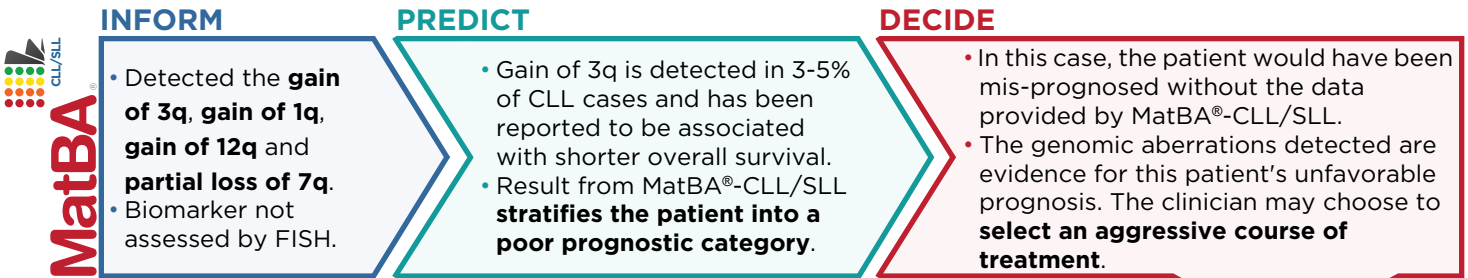 INFORM
PREDICT
DECIDE
CLL/SLL
MatBA®
• Detected the gain
of 3q, gain of 1q,
gain of 12q and
partial loss of 7q.
• Biomarker not
assessed by FISH.
• Gain of 3q is detected in 3-5%
of CLL cases and has been
reported to be associated
with shorter overall survival.
• Result from MatBA®-CLL/SLL
stratifies the patient into a
poor prognostic category.
• In this case, the patient would have been
mis-prognosed without the data
provided by MatBA®-CLL/SLL.
• The genomic aberrations detected are
evidence for this patient's unfavorable
prognosis. The clinician may choose to
select an aggressive course of
treatment.